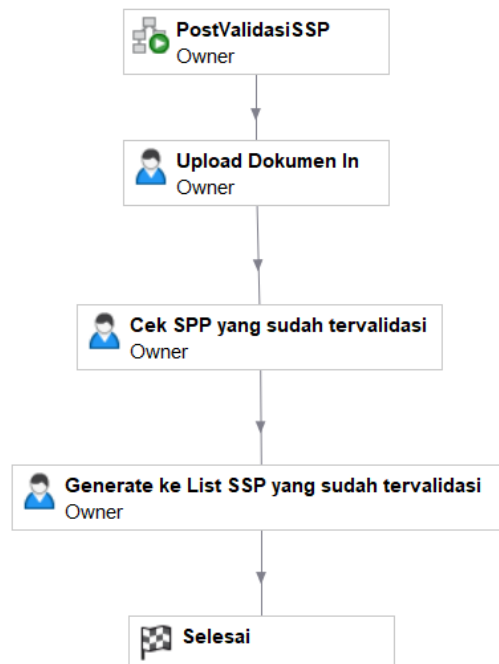 PostValidasiSSP
Owner
Upload Dokumen In
Owner
Cek SPP yang sudah tervalidasi
Owner
Generate ke List SSP yang sudah tervalidasi
Owner
Selesai